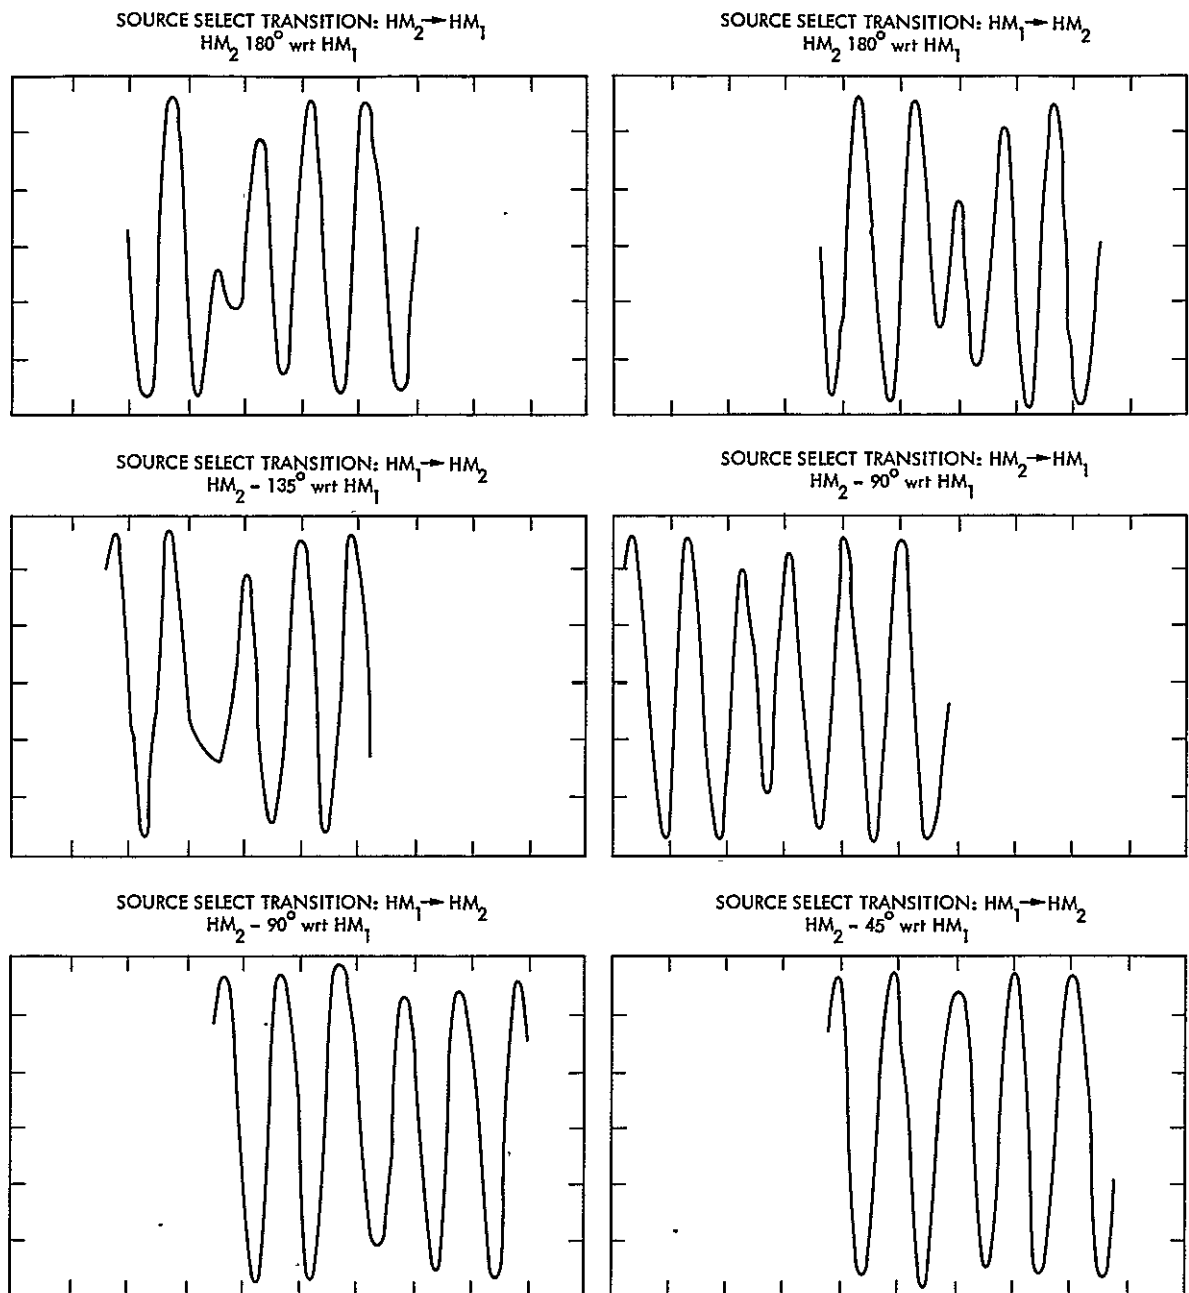 SOURCE SELECT TRANSITION: HM₂→HM₁
HM₂ 180° wrt HM₁
SOURCE SELECT TRANSITION: HM₁→HM₂
HM₂ 180° wrt HM₁
SOURCE SELECT TRANSITION: HM₁→HM₂
HM₂ - 135° wrt HM₁
SOURCE SELECT TRANSITION: HM₂→HM₁
HM₂ - 90° wrt HM₁
SOURCE SELECT TRANSITION: HM₁→HM₂
HM₂ - 90° wrt HM₁
SOURCE SELECT TRANSITION: HM₁→HM₂
HM₂ - 45° wrt HM₁